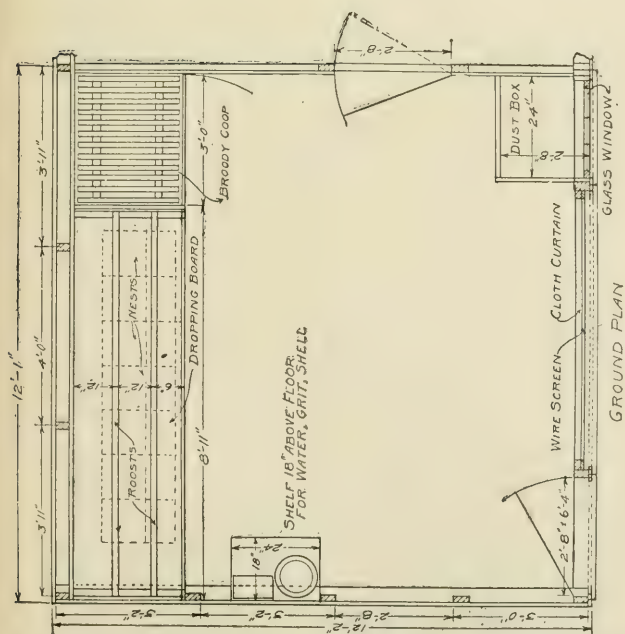 12'-1"
3'-11"
4'-0"
3'-11"
ROOSTS
NESTS
12"
12"
6"
DROPPING BOARD
8'-11"
3'-0"
BROODY COOP
24"
18"
SHELF 18" ABOVE FLOOR
FOR WATER, GRIT, SHELL
2'-8"
DUST BOX
24"
2'-8"
2'-8" x 6'-4"
WIRE SCREEN
CLOTH CURTAIN
GLASS WINDOW
3'-2"
3'-2"
2'-8"
3'-0"
12'-2"
GROUND PLAN